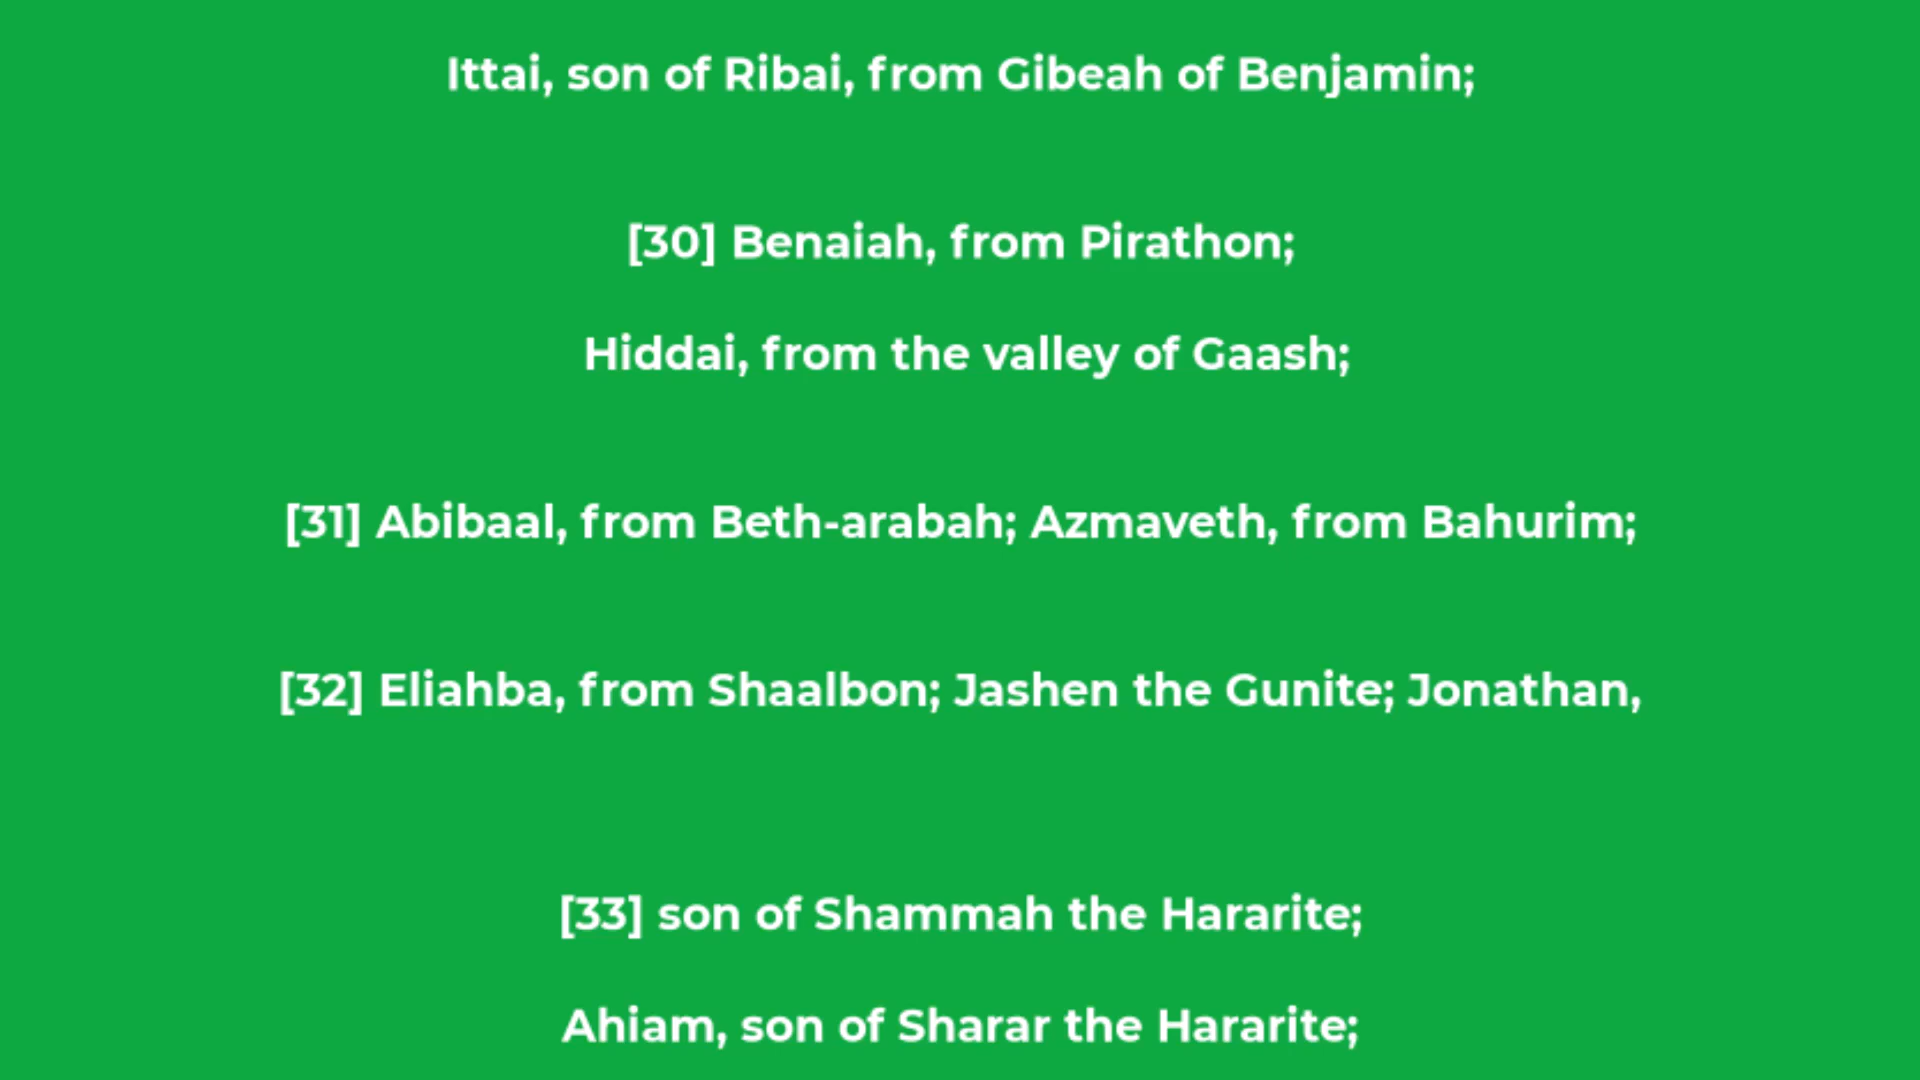 Ittai, son of Ribai, from Gibeah of Benjamin;
[30] Benaiah, from Pirathon;
Hiddai, from the valley of Gaash;
[31] Abibaal, from Beth-arabah; Azmaveth, from Bahurim;
[32] Eliahba, from Shaalbon; Jashen the Gunite; Jonathan,
[33] son of Shammah the Hararite;
Ahiam, son of Sharar the Hararite;